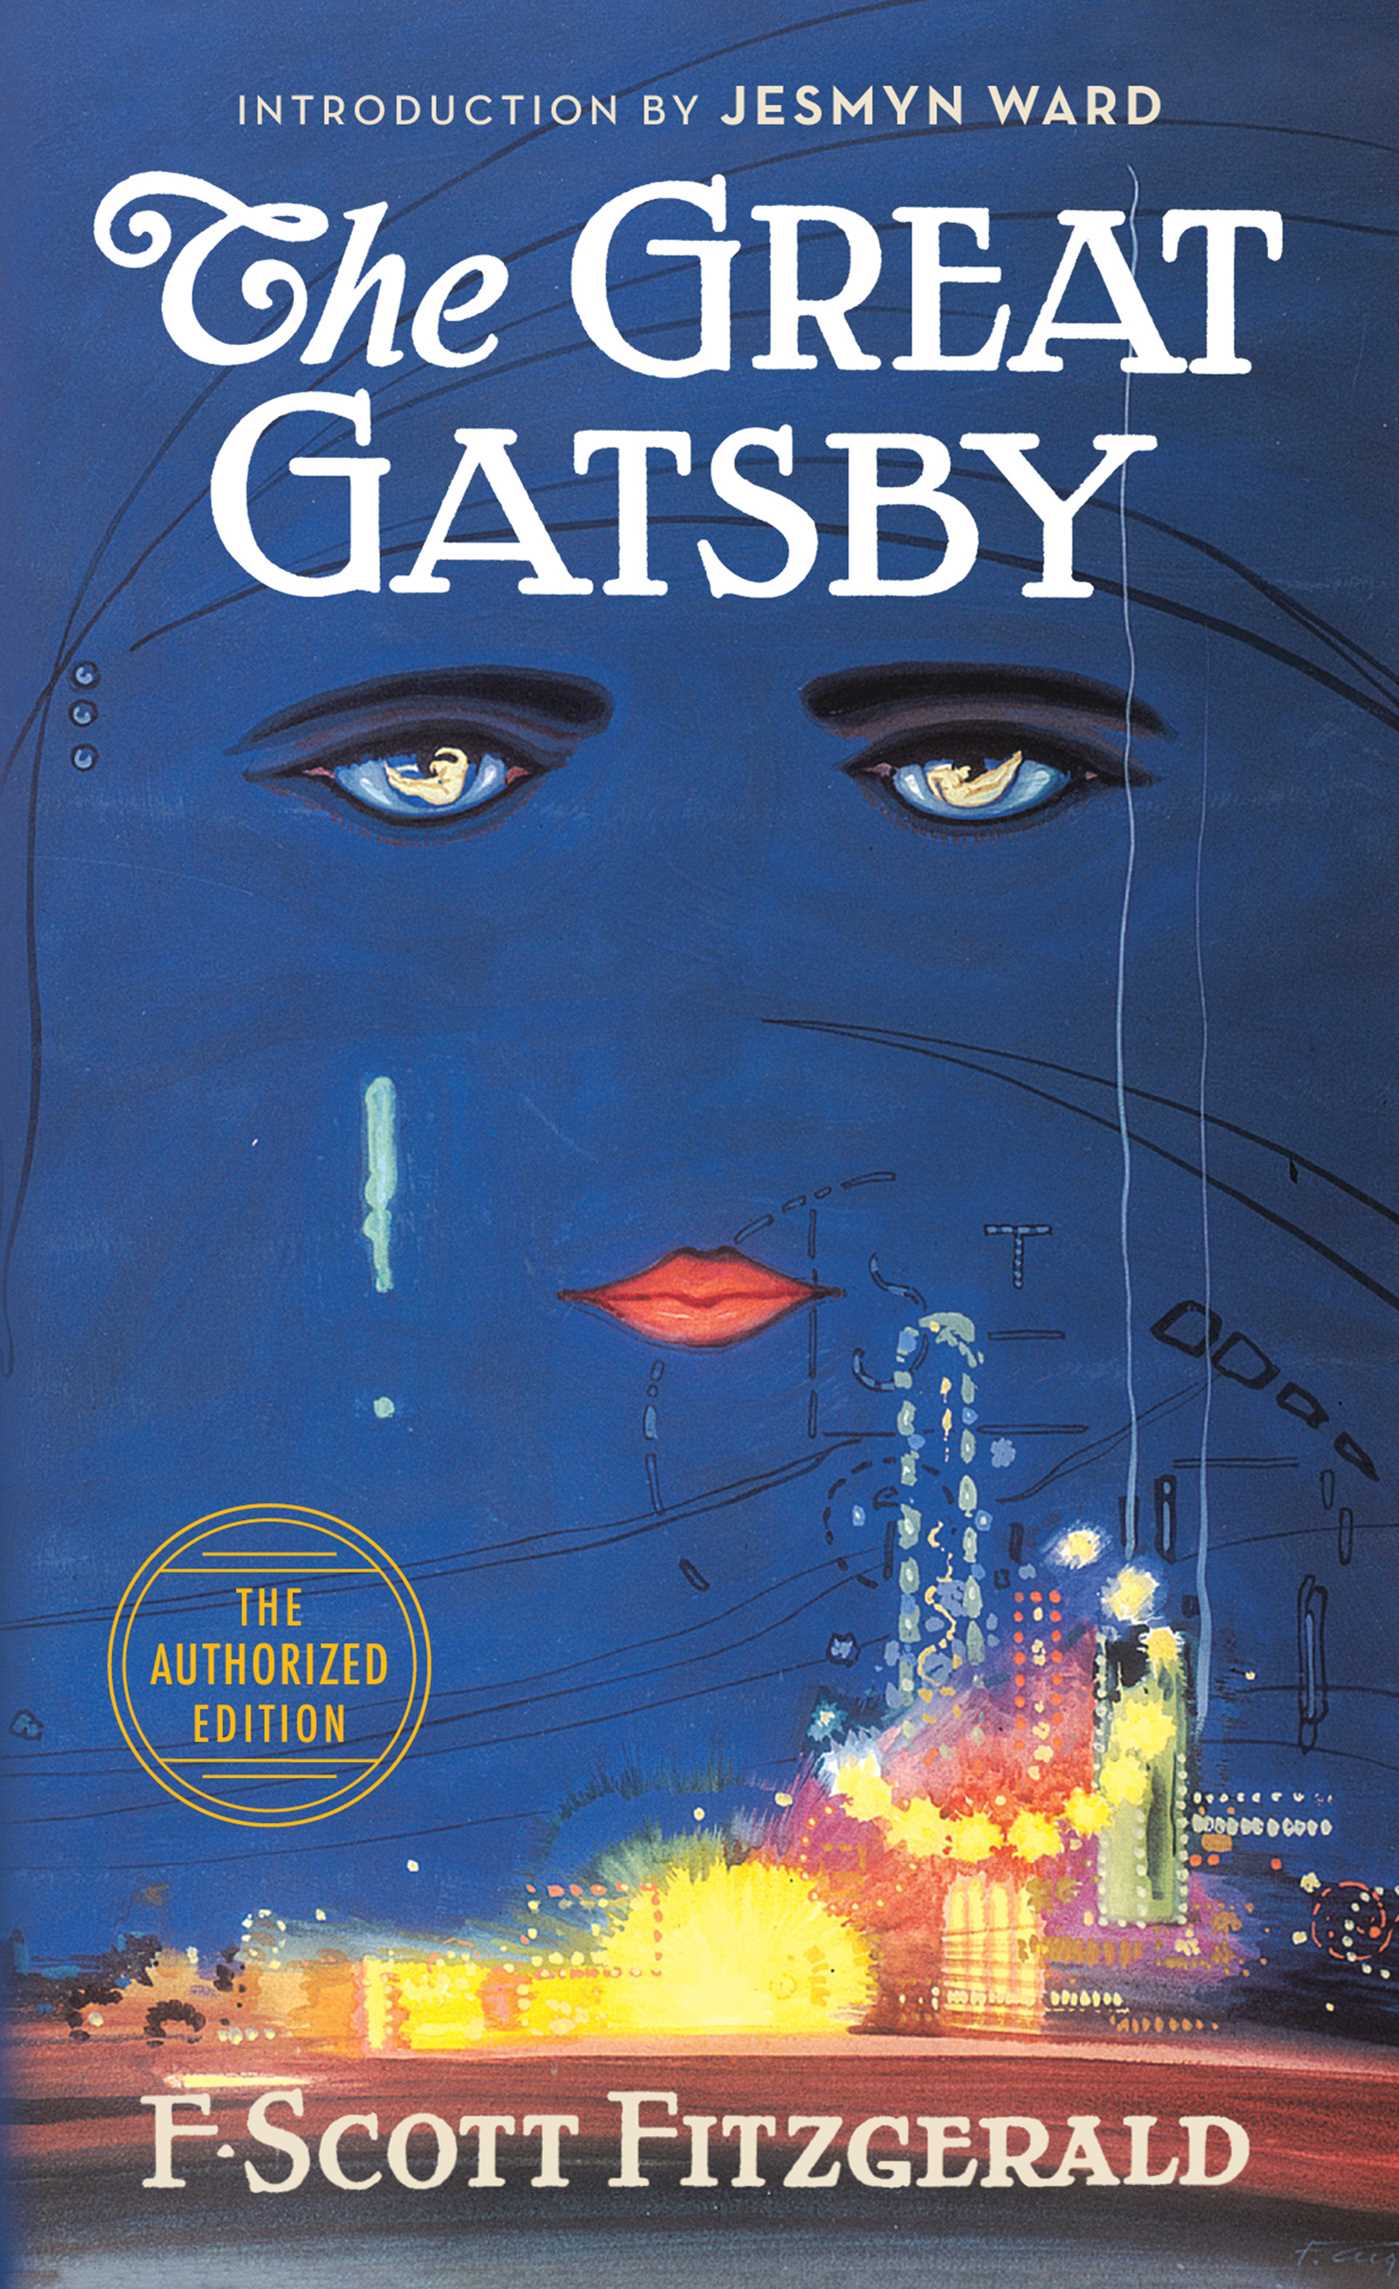 INTRODUCTION BY JESMYN WARD
The GREAT
GATSBY
THE
AUTHORIZED
EDITION
F. SCOTT FITZGERALD